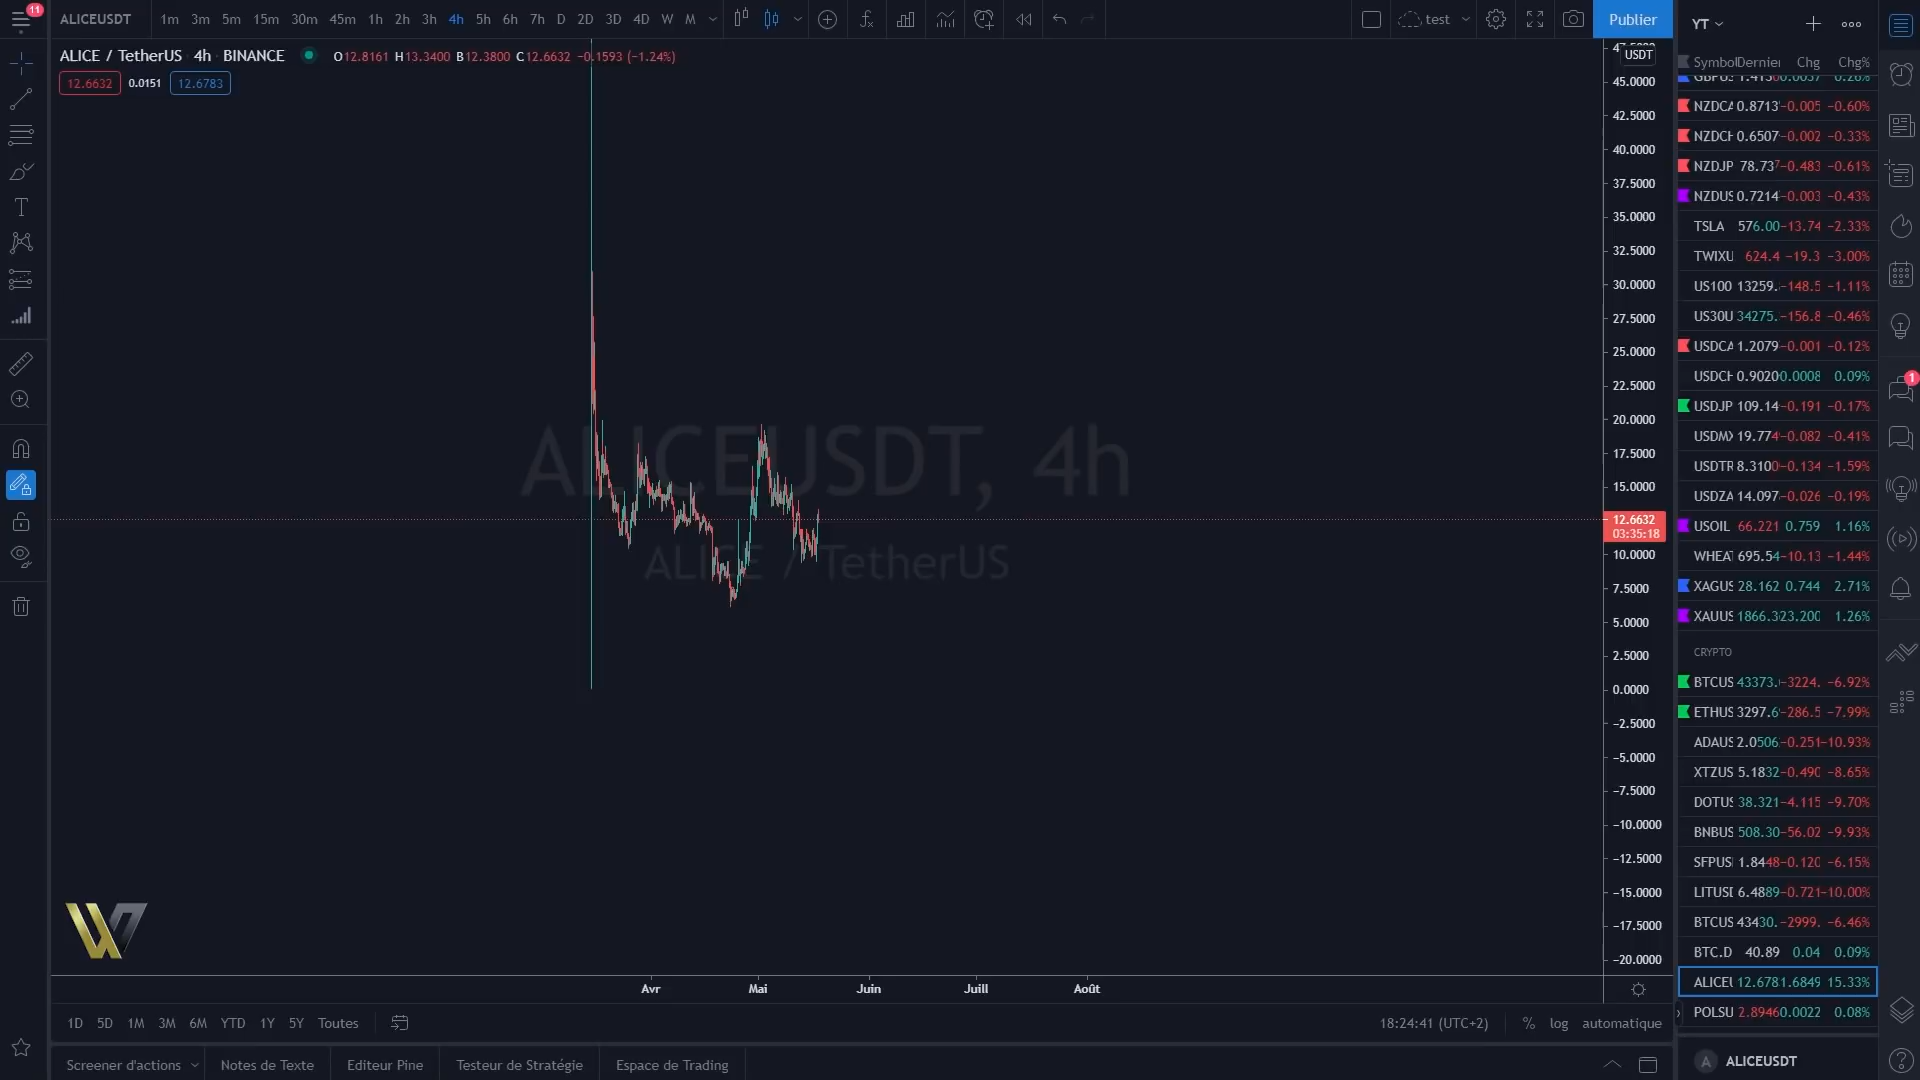 11
ALICEUSDT 1m 3m 5m 15m 30m 45m 1h 2h 3h 4h 5h 6h 7h D 2D 3D 4D W M test Publier
YT
ALICE / TetherUS 4h BINANCE O12.8161 H13.3400 B12.3800 C12.6632 −0.1593 (−1.24%)
12.6632 0.0151 12.6783
USDT
45.0000
42.5000
40.0000
37.5000
35.0000
32.5000
30.0000
27.5000
25.0000
22.5000
20.0000
17.5000
15.0000
12.6632
03:35:18
10.0000
7.5000
5.0000
2.5000
0.0000
−2.5000
−5.0000
−7.5000
−10.0000
−12.5000
−15.0000
−17.5000
−20.0000
ALICEUSDT, 4h
ALICE / TetherUS
Avr Mai Juin Juill Août
1D 5D 1M 3M 6M YTD 1Y 5Y Toutes 18:24:41 (UTC+2) % log automatique
Screener d'actions Notes de Texte Editeur Pine Testeur de Stratégie Espace de Trading
Symbol Dernier Chg Chg%
NZDCA 0.8713 −0.005 −0.60%
NZDCH 0.6507 −0.002 −0.33%
NZDJP 78.737 −0.483 −0.61%
NZDUS 0.7214 −0.003 −0.43%
TSLA 576.00 −13.74 −2.33%
TWIXU 624.4 −19.3 −3.00%
US100 13259. −148.5 −1.11%
US30U 34275. −156.8 −0.46%
USDCA 1.2079 −0.001 −0.12%
USDCH 0.9020 0.0008 0.09%
USDJP 109.14 −0.191 −0.17%
USDMX 19.774 −0.082 −0.41%
USDTR 8.3100 −0.134 −1.59%
USDZA 14.097 −0.026 −0.19%
USOIL 66.221 0.759 1.16%
WHEAT 695.54 −10.13 −1.44%
XAGUS 28.162 0.744 2.71%
XAUUS 1866.3 23.200 1.26%
CRYPTO
BTCUS 43373. −3224. −6.92%
ETHUS 3297.6 −286.5 −7.99%
ADAUS 2.0506 −0.251 −10.93%
XTZUS 5.1832 −0.490 −8.65%
DOTUS 38.321 −4.115 −9.70%
BNBUS 508.30 −56.02 −9.93%
SFPUS 1.8448 −0.120 −6.15%
LITUSD 6.4889 −0.721 −10.00%
BTCUS 43430. −2999. −6.46%
BTC.D 40.89 0.04 0.09%
ALICEU 12.678 1.6849 15.33%
POLSU 2.8946 0.0022 0.08%
A ALICEUSDT
1